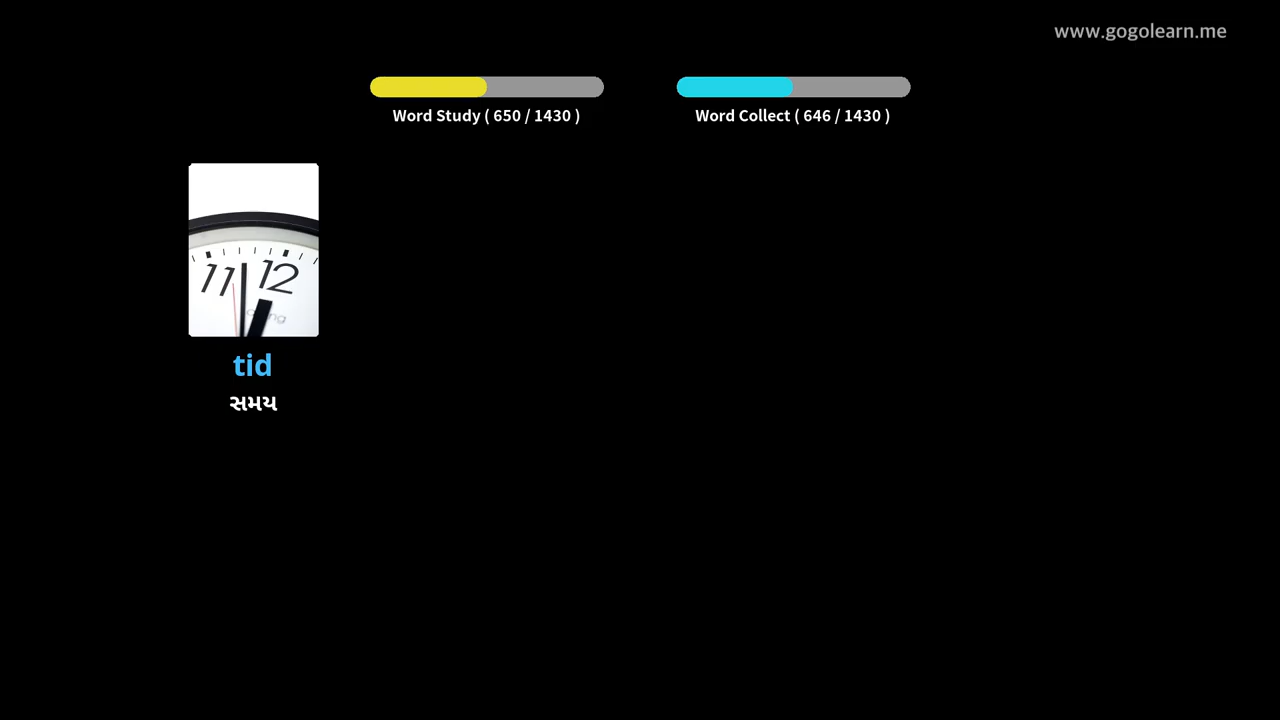 www.gogolearn.me
Word Study ( 650 / 1430 )
Word Collect ( 646 / 1430 )
11 12
tid
સમય